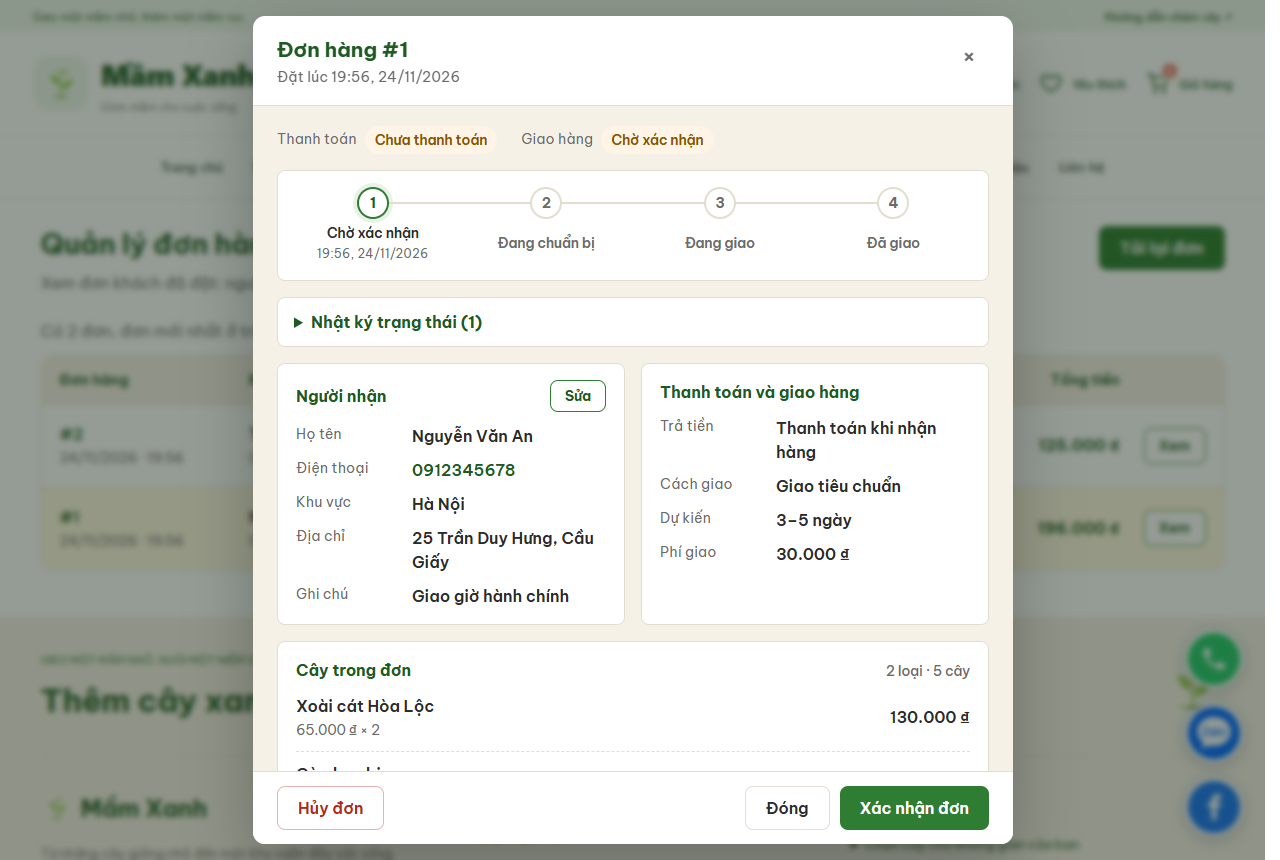 Mầm Xanh
Yêu thích
Giỏ hàng
Trang chủ
Liên hệ
Quản lý đơn hàn
Tải lại đơn
Đơn hàng
Tổng tiền
#2
24/11/2026 · 19:56
125.000 ₫
Xem
#1
24/11/2026 · 19:56
196.000 ₫
Xem
Thêm cây xan
Mầm Xanh
Đơn hàng #1
Đặt lúc 19:56, 24/11/2026
×
Thanh toán Chưa thanh toán Giao hàng Chờ xác nhận
1 2 3 4
Chờ xác nhận Đang chuẩn bị Đang giao Đã giao
19:56, 24/11/2026
Nhật ký trạng thái (1)
Người nhận Sửa
Họ tên Nguyễn Văn An
Điện thoại 0912345678
Khu vực Hà Nội
Địa chỉ 25 Trần Duy Hưng, Cầu
Giấy
Ghi chú Giao giờ hành chính
Thanh toán và giao hàng
Trả tiền Thanh toán khi nhận
hàng
Cách giao Giao tiêu chuẩn
Dự kiến 3–5 ngày
Phí giao 30.000 ₫
Cây trong đơn 2 loại · 5 cây
Xoài cát Hòa Lộc
65.000 ₫ × 2 130.000 ₫
Hủy đơn Đóng Xác nhận đơn